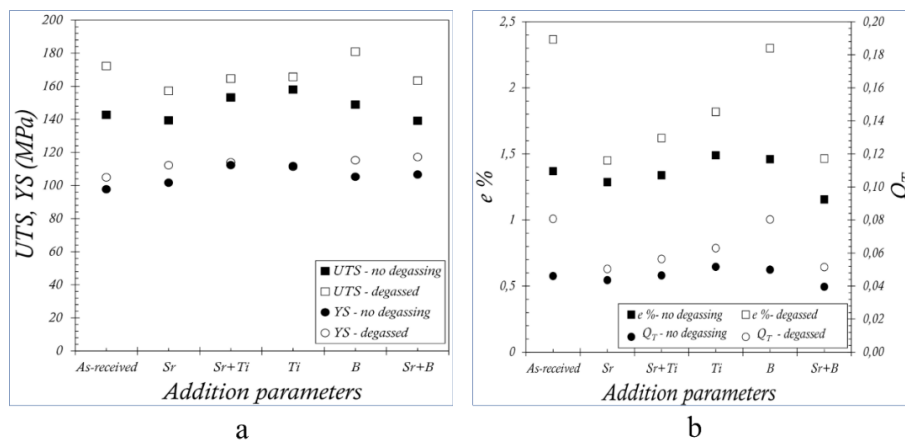 200
180
160
140
120
100
80
60
40
20
0
UTS, YS (MPa)
UTS - no degassing
UTS - degassed
YS - no degassing
YS - degassed
As-received Sr Sr+Ti Ti B Sr+B
Addition parameters
a
2,5
2
1,5
1
0,5
0
e %
0,20
0,18
0,16
0,14
0,12
0,10
0,08
0,06
0,04
0,02
0,00
QT
e %- no degassing e %- degassed
QT - no degassing QT - degassed
As-received Sr Sr+Ti Ti B Sr+B
Addition parameters
b